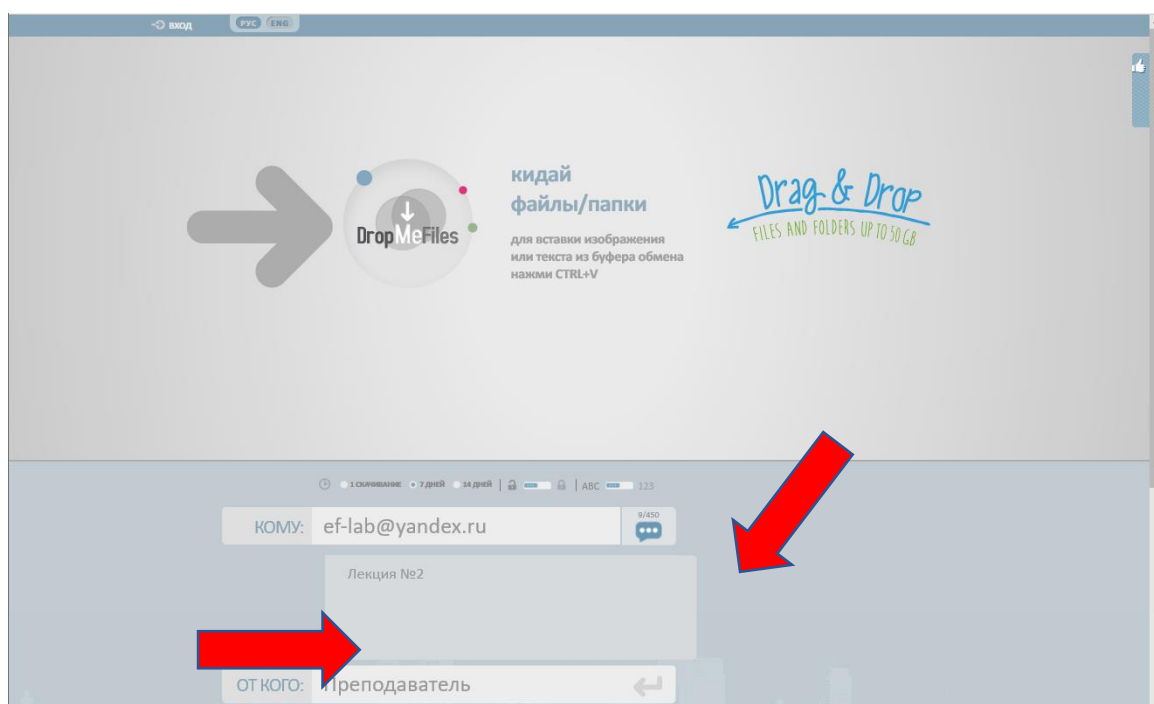 вход РУС ENG
кидай
файлы/папки
для вставки изображения
или текста из буфера обмена
нажми CTRL+V
DropMeFiles
Drag & Drop
FILES AND FOLDERS UP TO 50 GB
1 СКАЧИВАНИЕ 7 ДНЕЙ 14 ДНЕЙ | | ABC 123
КОМУ: ef-lab@yandex.ru 9/450
Лекция №2
ОТ КОГО: Преподаватель